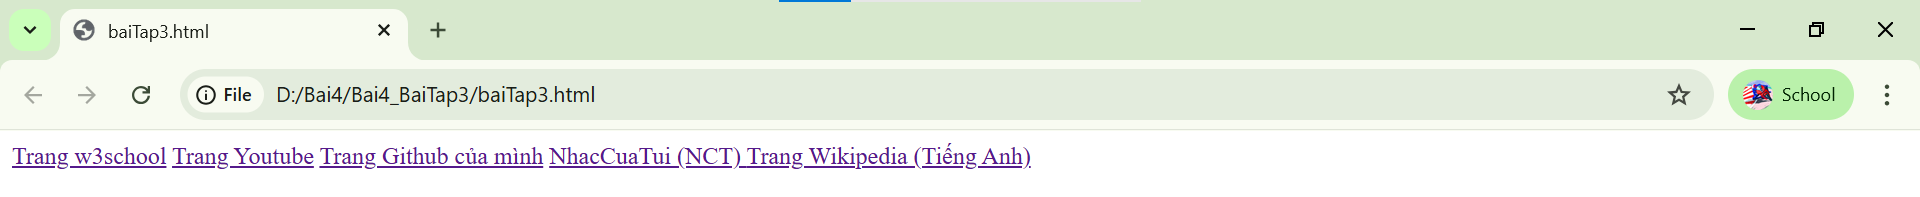 baiTap3.html
File D:/Bai4/Bai4_BaiTap3/baiTap3.html School
Trang w3school Trang Youtube Trang Github của mình NhacCuaTui (NCT) Trang Wikipedia (Tiếng Anh)